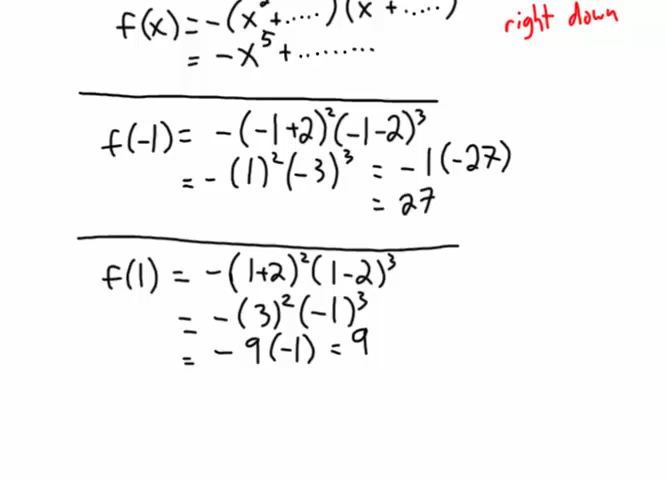 f(x) = -(x²+.....)(x + .....)
right down
= -x⁵ + .........
f(-1) = -(-1+2)²(-1-2)³
= -(1)²(-3)³ = -1(-27)
= 27
f(1) = -(1+2)²(1-2)³
= -(3)²(-1)³
= -9(-1) = 9